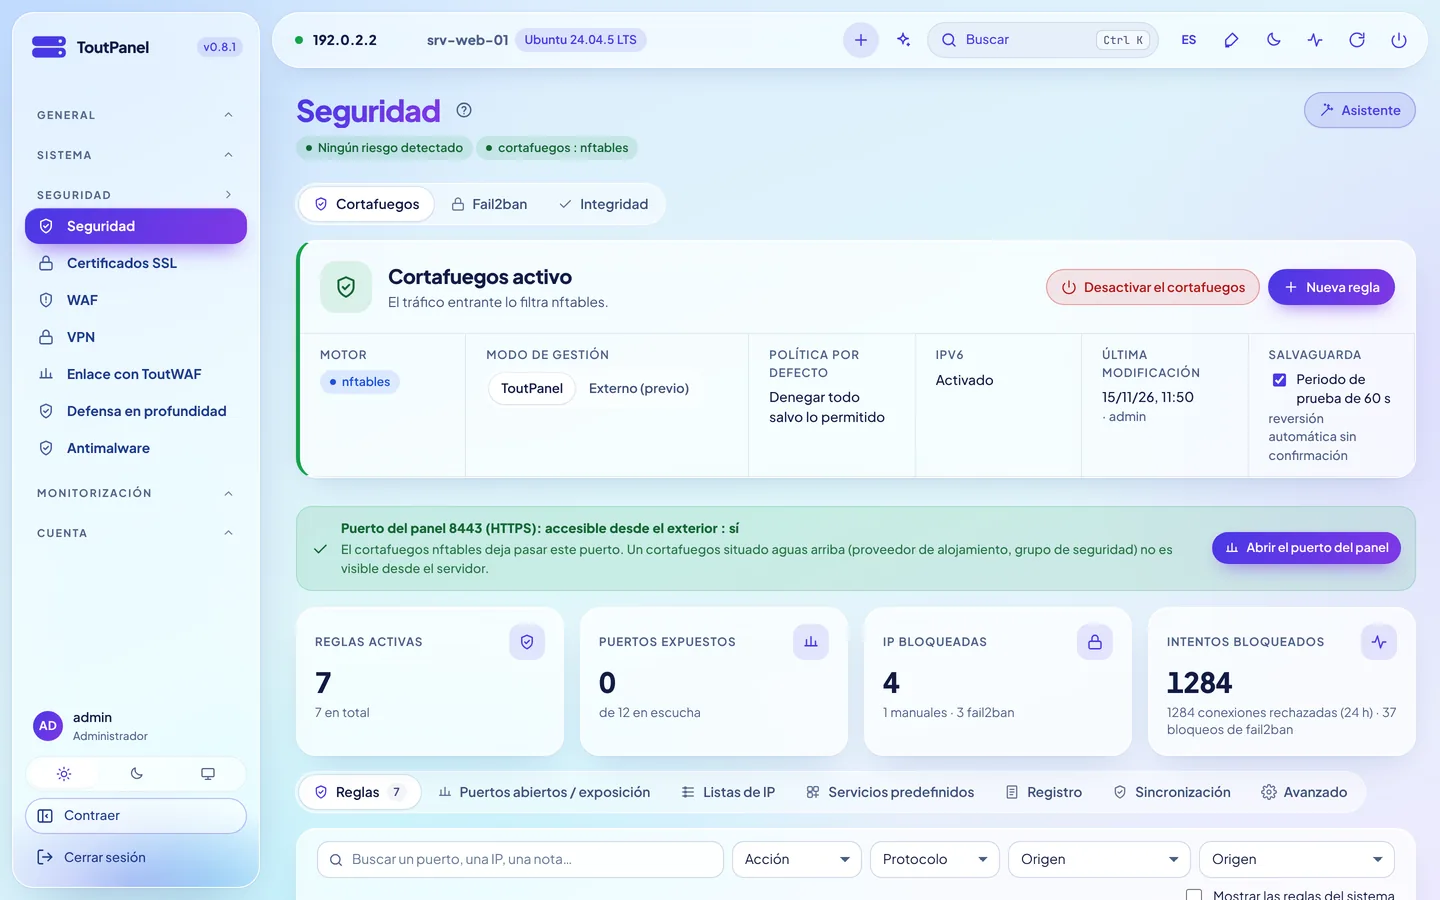 ToutPanel
v0.8.1
GENERAL
SISTEMA
SEGURIDAD
Seguridad
Certificados SSL
WAF
VPN
Enlace con ToutWAF
Defensa en profundidad
Antimalware
MONITORIZACIÓN
CUENTA
AD
admin
Administrador
Contraer
Cerrar sesión
192.0.2.2
srv-web-01
Ubuntu 24.04.5 LTS
Buscar
Ctrl K
ES
Seguridad
Asistente
Ningún riesgo detectado
cortafuegos : nftables
Cortafuegos
Fail2ban
Integridad
Cortafuegos activo
El tráfico entrante lo filtra nftables.
Desactivar el cortafuegos
Nueva regla
MOTOR
nftables
MODO DE GESTIÓN
ToutPanel
Externo (previo)
POLÍTICA POR
DEFECTO
Denegar todo
salvo lo permitido
IPV6
Activado
ÚLTIMA
MODIFICACIÓN
15/11/26, 11:50
· admin
SALVAGUARDA
Periodo de
prueba de 60 s
reversión
automática sin
confirmación
Puerto del panel 8443 (HTTPS): accesible desde el exterior : sí
El cortafuegos nftables deja pasar este puerto. Un cortafuegos situado aguas arriba (proveedor de alojamiento, grupo de seguridad) no es
visible desde el servidor.
Abrir el puerto del panel
REGLAS ACTIVAS
7
7 en total
PUERTOS EXPUESTOS
0
de 12 en escucha
IP BLOQUEADAS
4
1 manuales · 3 fail2ban
INTENTOS BLOQUEADOS
1284
1284 conexiones rechazadas (24 h) · 37
bloqueos de fail2ban
Reglas 7
Puertos abiertos / exposición
Listas de IP
Servicios predefinidos
Registro
Sincronización
Avanzado
Buscar un puerto, una IP, una nota...
Acción
Protocolo
Origen
Origen
Mostrar las reglas del sistema